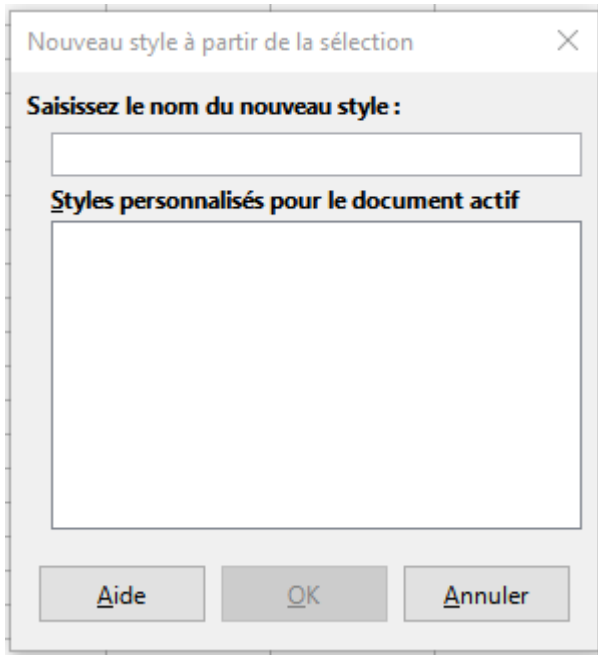 Nouveau style à partir de la sélection
Saisissez le nom du nouveau style :
Styles personnalisés pour le document actif
Aide OK Annuler